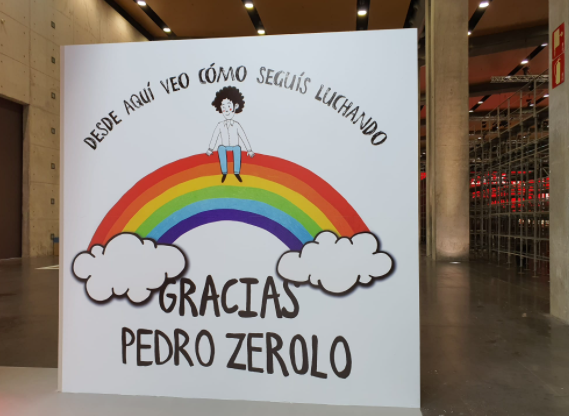 DESDE AQUÍ VEO CÓMO SEGUÍS LUCHANDO
GRACIAS
PEDRO ZEROLO